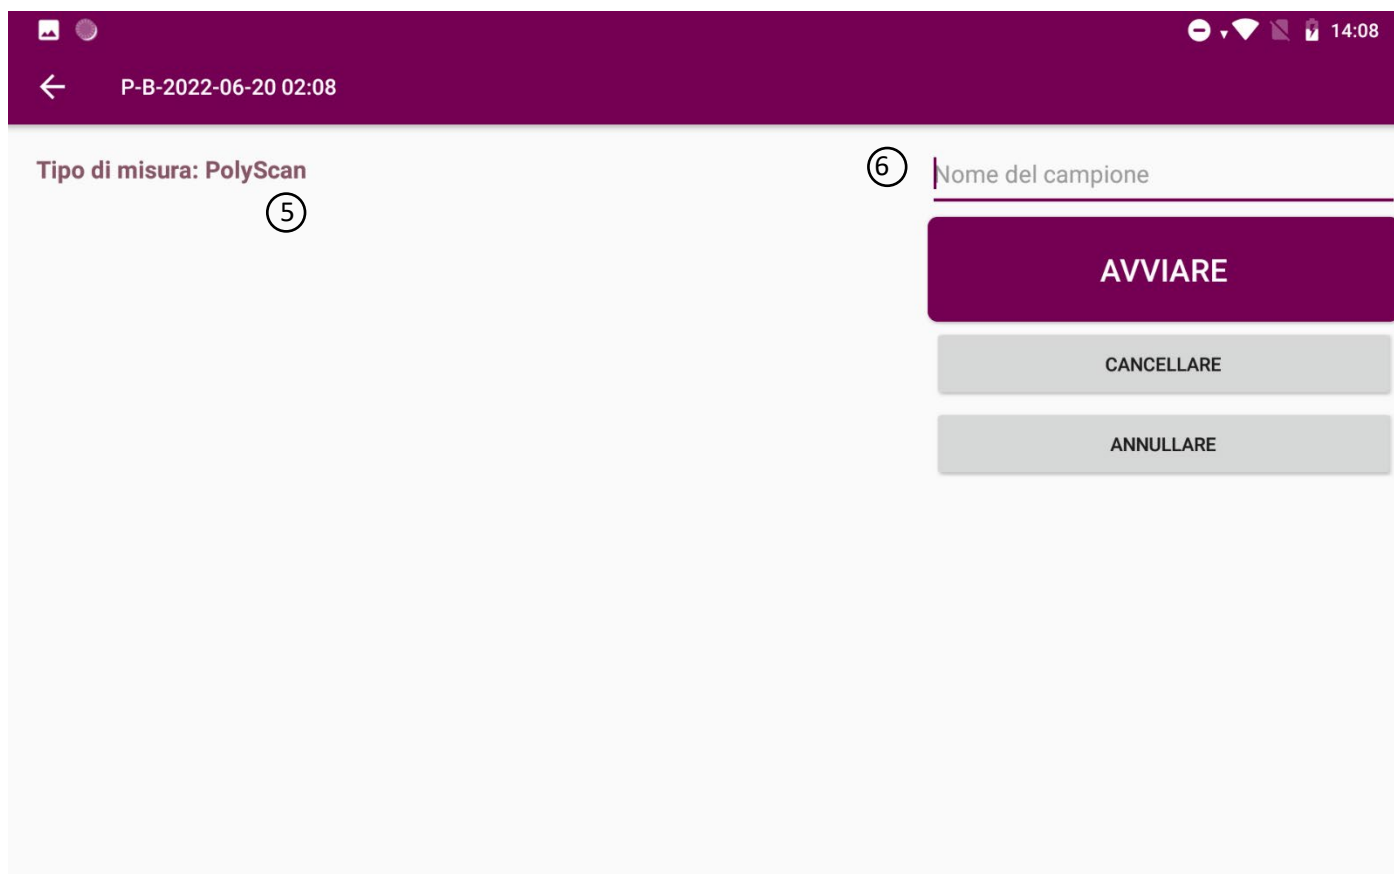 14:08
P-B-2022-06-20 02:08
Tipo di misura: PolyScan
5
6
Nome del campione
AVVIARE
CANCELLARE
ANNULLARE